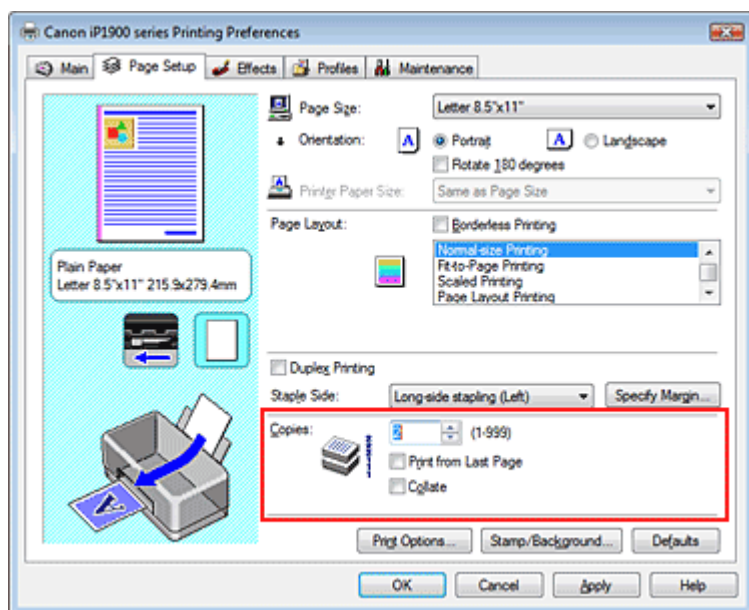 Canon iP1900 series Printing Preferences
Main Page Setup Effects Profiles Maintenance
Page Size: Letter 8.5"x11"
Orientation: A Portrait A Landscape
Rotate 180 degrees
Printer Paper Size: Same as Page Size
Page Layout: Borderless Printing
Normal-size Printing
Fit-to-Page Printing
Scaled Printing
Page Layout Printing
Plain Paper
Letter 8.5"x11" 215.9x279.4mm
Duplex Printing
Staple Side: Long-side stapling (Left) Specify Margin...
Copies: 2 (1-999)
Print from Last Page
Collate
Print Options... Stamp/Background... Defaults
OK Cancel Apply Help